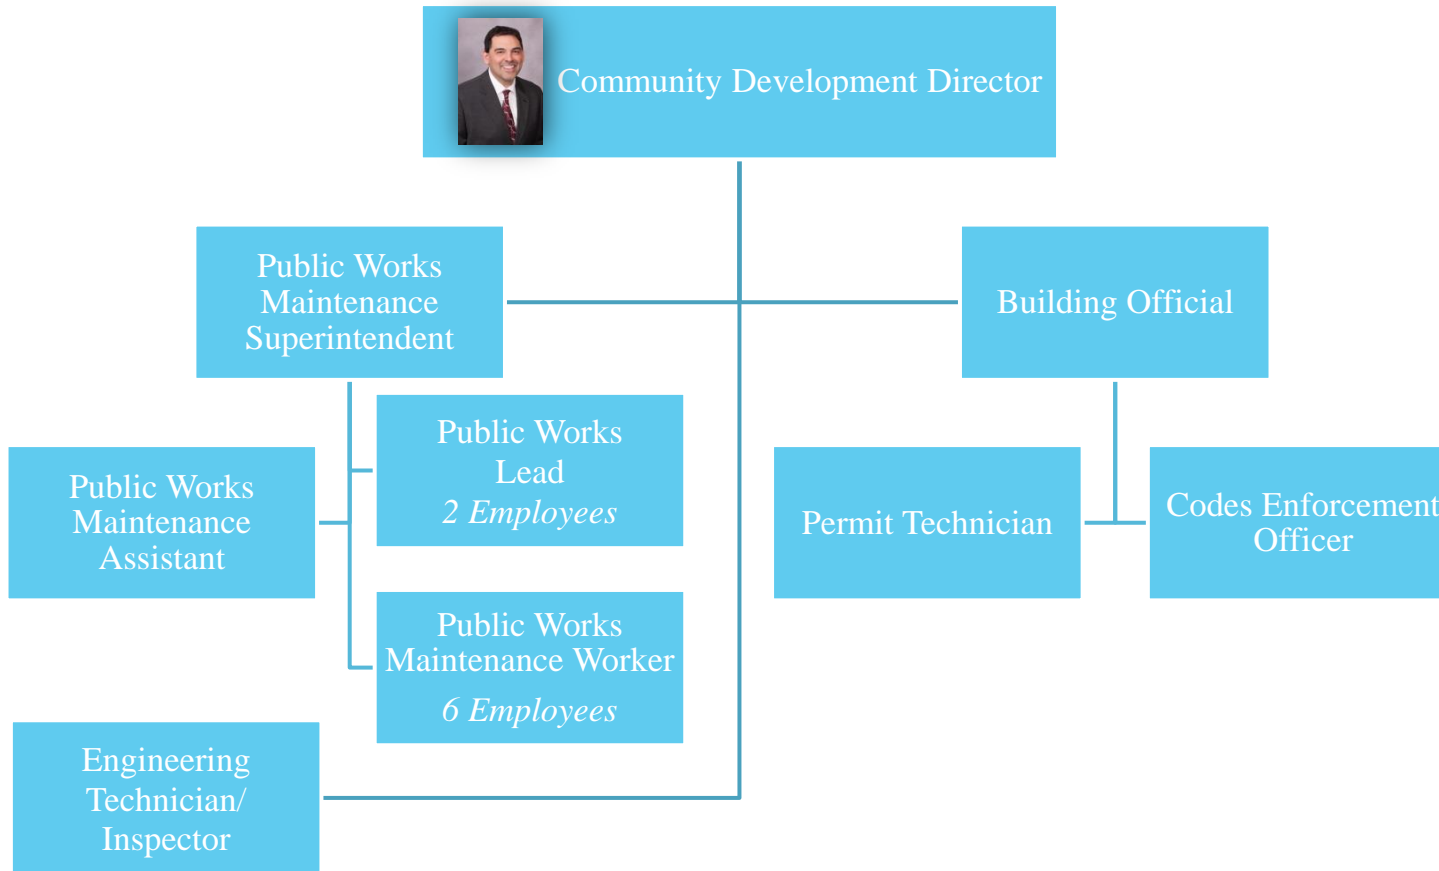 Community Development Director
Public Works
Maintenance
Superintendent
Building Official
Public Works
Lead
2 Employees
Public Works
Maintenance
Assistant
Permit Technician
Codes Enforcement
Officer
Public Works
Maintenance Worker
6 Employees
Engineering
Technician/
Inspector